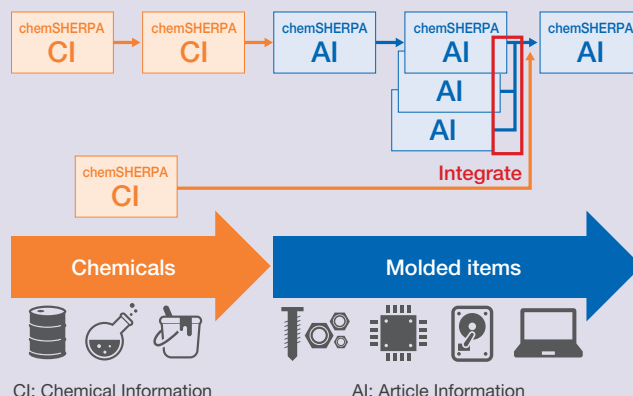 chemSHERPA
CI
chemSHERPA
CI
chemSHERPA
AI
chemSHERPA
AI
chemSHERPA
AI
AI
AI
Integrate
chemSHERPA
CI
Chemicals
Molded items
CI: Chemical Information
AI: Article Information